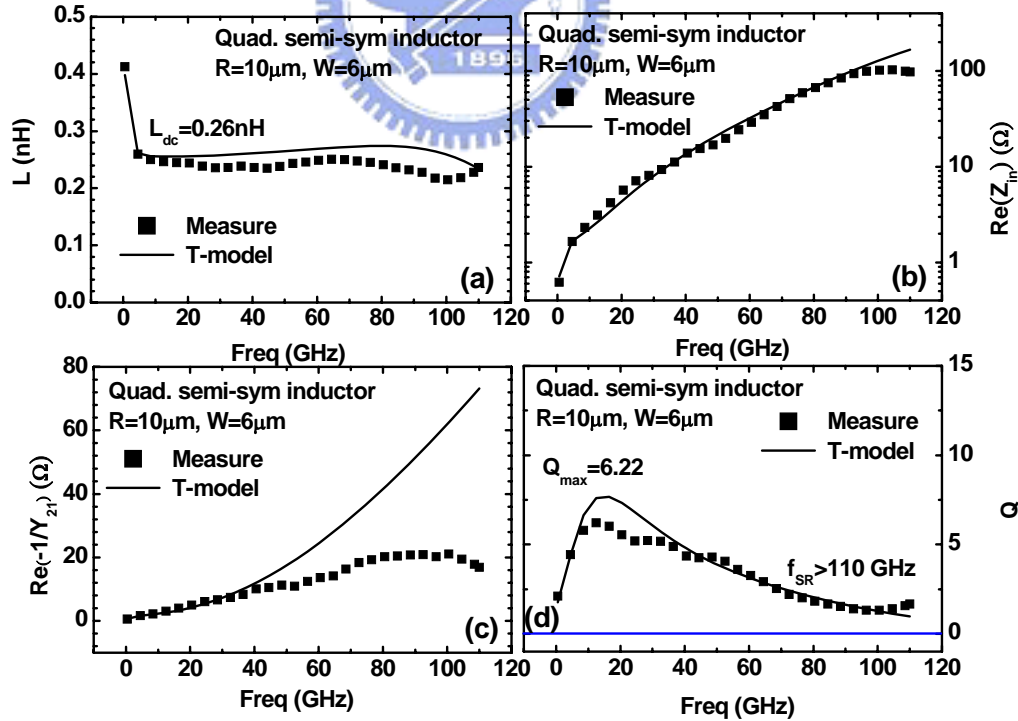 0.5
0.4
0.3
0.2
0.1
0.0
L (nH)
Quad. semi-sym inductor
R=10μm, W=6μm
L_dc=0.26nH
Measure
T-model
(a)
0 20 40 60 80 100 120
Freq (GHz)
Quad. semi-sym inductor
R=10μm, W=6μm
Measure
T-model
(b)
100
10
1
Re(Z_in) (Ω)
0 20 40 60 80 100 120
Freq (GHz)
1896
80
60
40
20
0
Re(-1/Y_21) (Ω)
Quad. semi-sym inductor
R=10μm, W=6μm
Measure
T-model
(c)
0 20 40 60 80 100 120
Freq (GHz)
Quad. semi-sym inductor
R=10μm, W=6μm
Measure
T-model
Q_max=6.22
f_SR>110 GHz
(d)
15
10
5
0
Q
0 20 40 60 80 100 120
Freq (GHz)